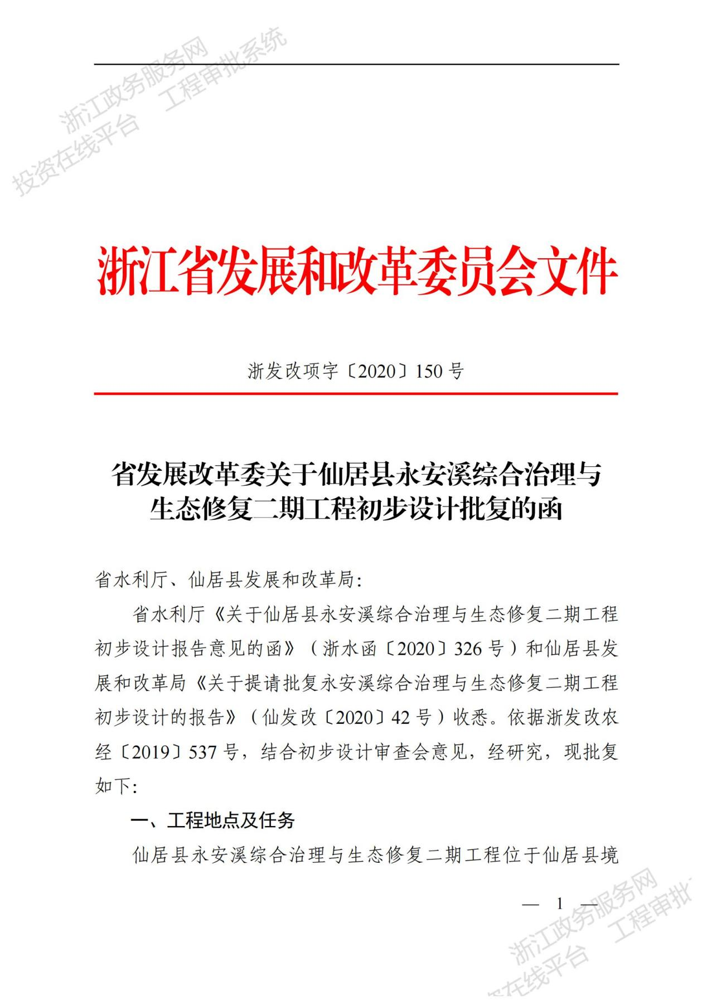 浙江政务服务网
投资在线平台 工程审批系统
浙江省发展和改革委员会文件
浙发改项字〔2020〕150 号
省发展改革委关于仙居县永安溪综合治理与
生态修复二期工程初步设计批复的函
省水利厅、仙居县发展和改革局：
省水利厅《关于仙居县永安溪综合治理与生态修复二期工程
初步设计报告意见的函》（浙水函〔2020〕326 号）和仙居县发
展和改革局《关于提请批复永安溪综合治理与生态修复二期工程
初步设计的报告》（仙发改〔2020〕42 号）收悉。依据浙发改农
经〔2019〕537 号，结合初步设计审查会意见，经研究，现批复
如下：
一、工程地点及任务
仙居县永安溪综合治理与生态修复二期工程位于仙居县境
— 1 —
浙江政务服务网
资在线平台 工程审批